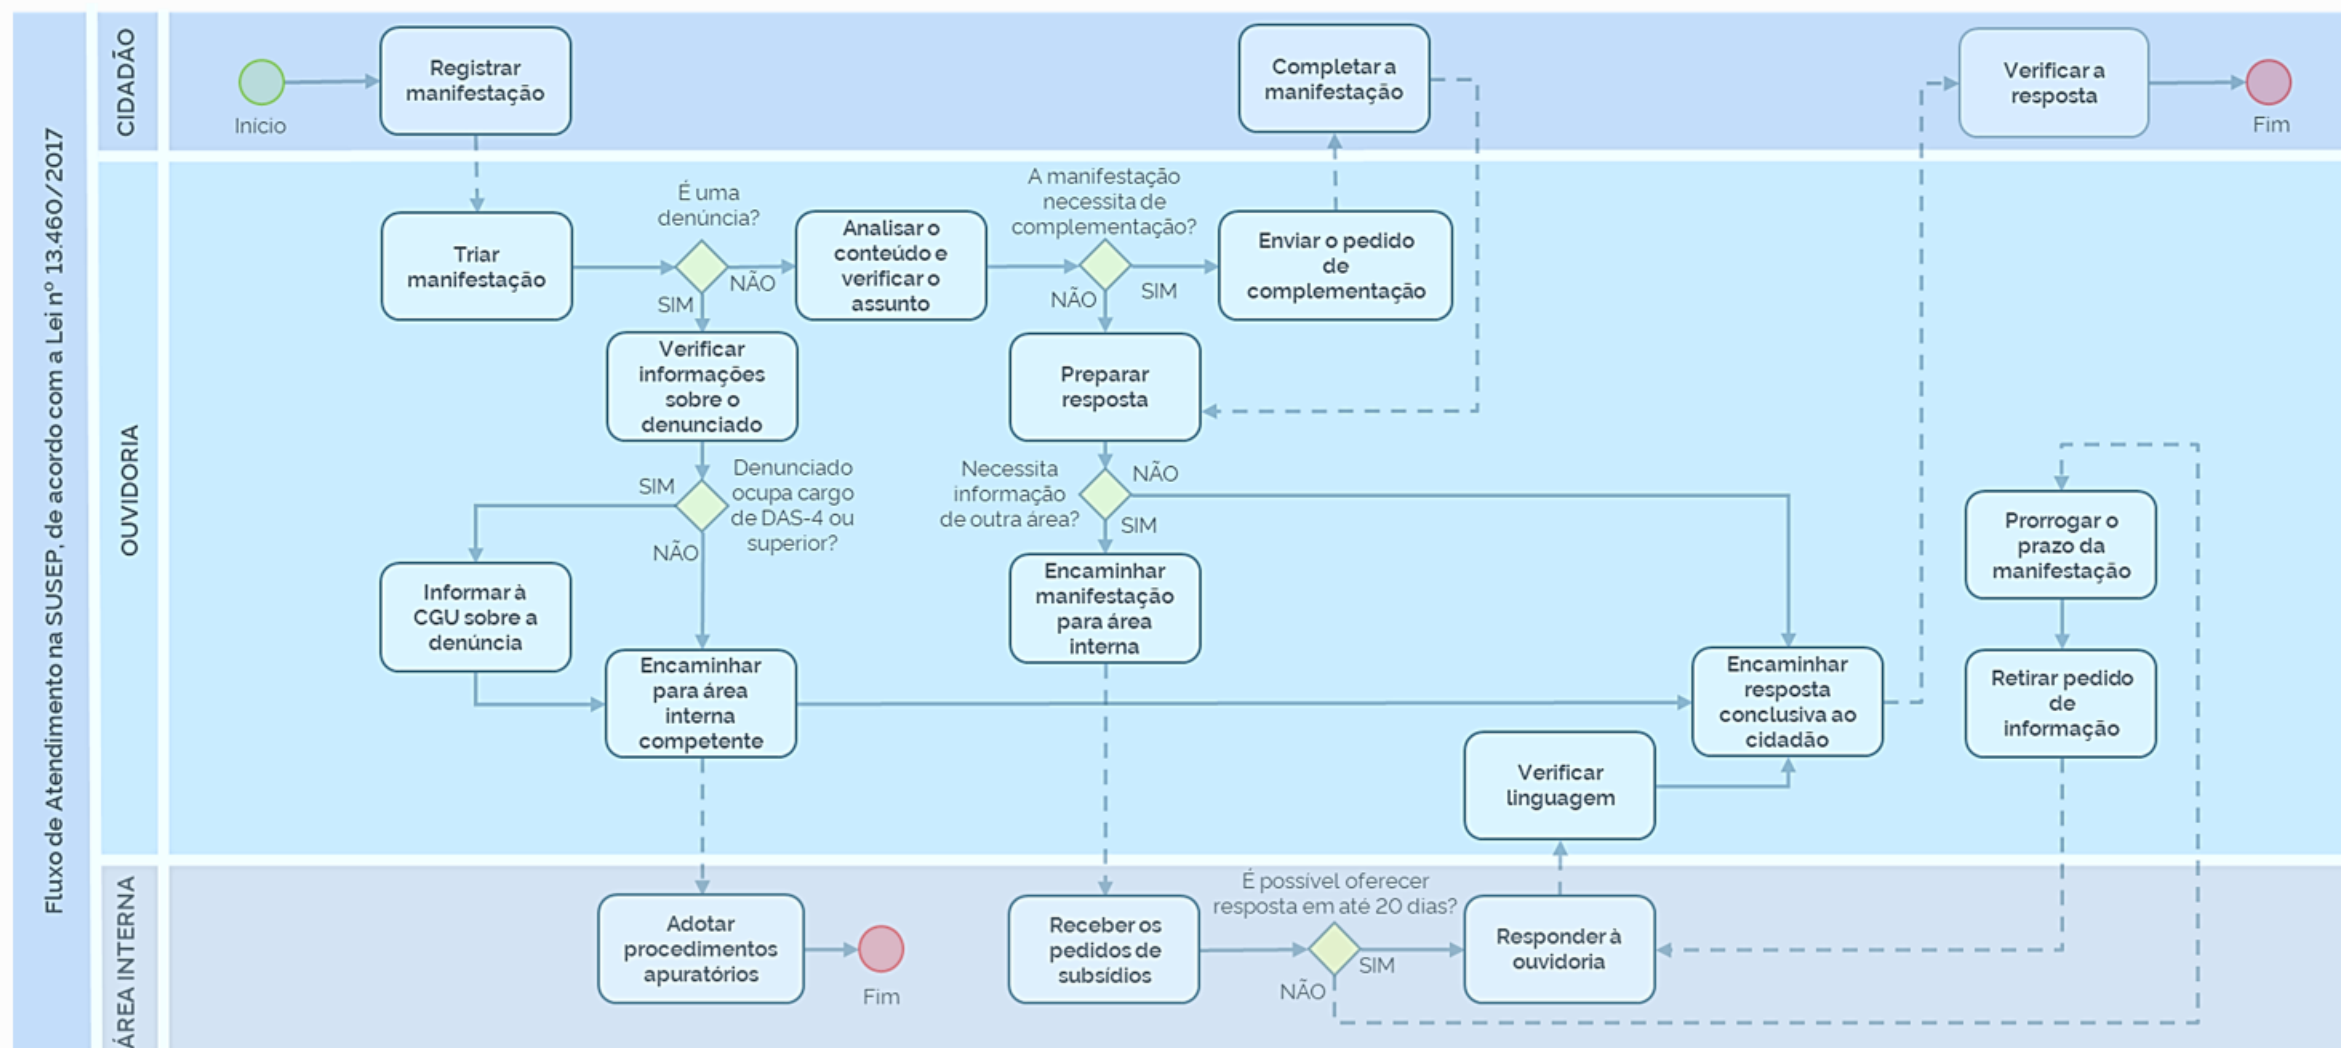 Fluxo de Atendimento na SUSEP, de acordo com a Lei nº 13.460/2017
CIDADÃO
Início
Registrar
manifestação
Completar a
manifestação
Verificar a
resposta
Fim
OUVIDORIA
Triar
manifestação
É uma
denúncia?
NÃO
SIM
Analisar o
conteúdo e
verificar o
assunto
A manifestação
necessita de
complementação?
NÃO
SIM
Enviar o pedido
de
complementação
Verificar
informações
sobre o
denunciado
Preparar
resposta
SIM
Denunciado
ocupa cargo
de DAS-4 ou
superior?
NÃO
Necessita
informação
de outra área?
NÃO
SIM
Informar à
CGU sobre a
denúncia
Encaminhar
para área
interna
competente
Encaminhar
manifestação
para área
interna
Encaminhar
resposta
conclusiva ao
cidadão
Verificar
linguagem
Prorrogar o
prazo da
manifestação
Retirar pedido
de
informação
ÁREA INTERNA
Adotar
procedimentos
apuratórios
Fim
Receber os
pedidos de
subsídios
É possível oferecer
resposta em até 20 dias?
SIM
NÃO
Responder à
ouvidoria